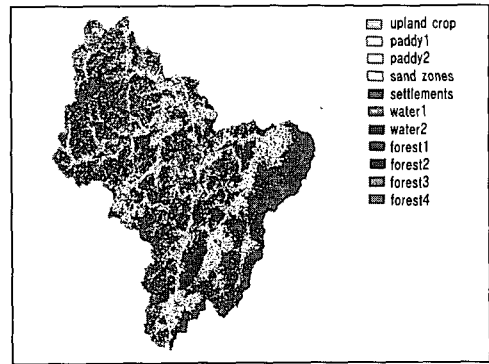 upland crop
paddy1
paddy2
sand zones
settlements
water1
water2
forest1
forest2
forest3
forest4